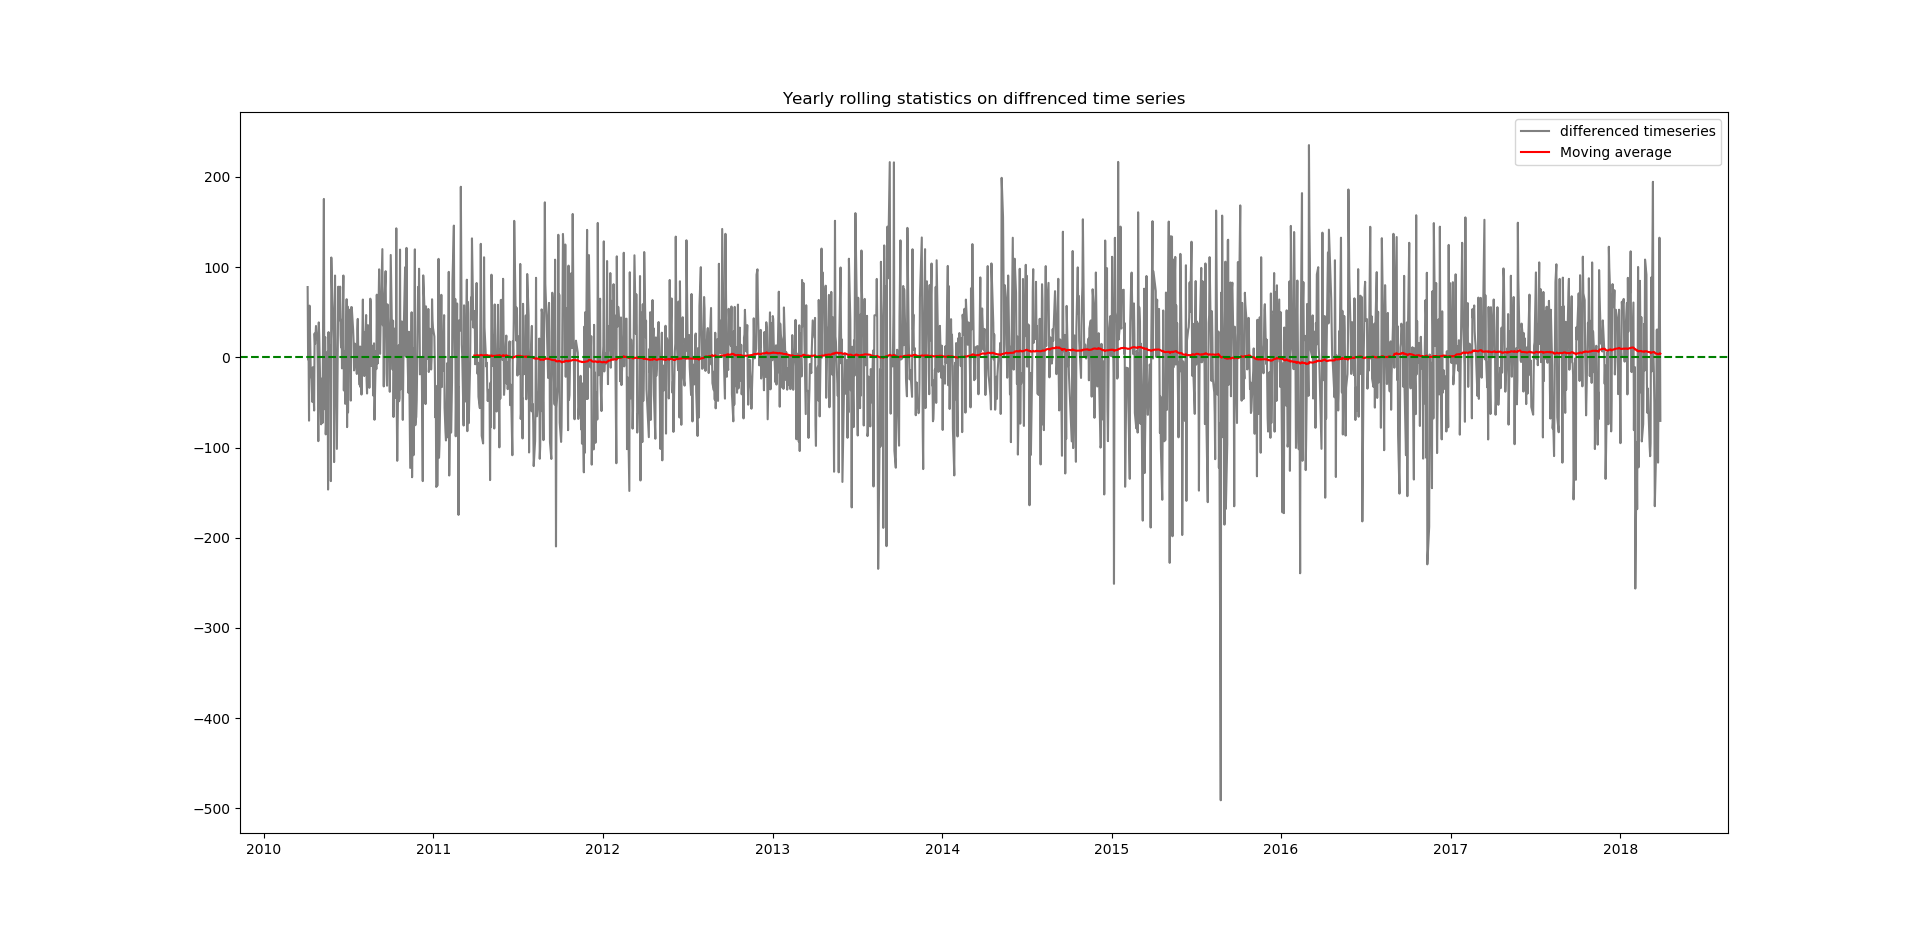 Yearly rolling statistics on diffrenced time series
differenced timeseries
Moving average
200
100
0
−100
−200
−300
−400
−500
2010 2011 2012 2013 2014 2015 2016 2017 2018